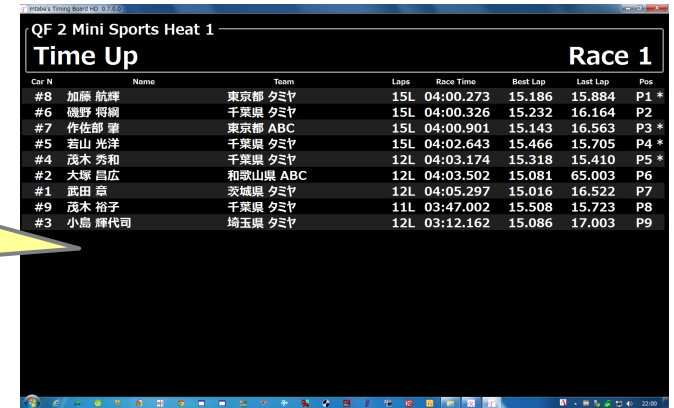 mtaba's Timing Board HD 0.7.0.0
QF 2 Mini Sports Heat 1
Time Up Race 1
Car N Name Team Laps Race Time Best Lap Last Lap Pos
#8 加藤 航輝 東京都 タミヤ 15L 04:00.273 15.186 15.884 P1 *
#6 磯野 将綱 千葉県 タミヤ 15L 04:00.326 15.232 16.164 P2
#7 作佐部 肇 東京都 ABC 15L 04:00.901 15.143 16.563 P3 *
#5 若山 光洋 千葉県 タミヤ 15L 04:02.643 15.466 15.705 P4 *
#4 茂木 秀和 千葉県 タミヤ 12L 04:03.174 15.318 15.410 P5 *
#2 大塚 昌広 和歌山県 ABC 12L 04:03.502 15.081 65.003 P6
#1 武田 章 茨城県 タミヤ 12L 04:05.297 15.016 16.522 P7
#9 茂木 裕子 千葉県 タミヤ 11L 03:47.002 15.508 15.723 P8
#3 小島 輝代司 埼玉県 タミヤ 12L 03:12.162 15.086 17.003 P9
22:00